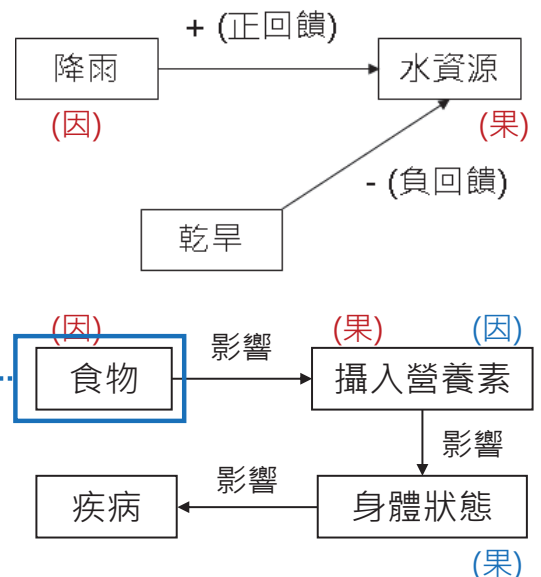 + (正回饋)
降雨
水資源
(因)
(果)
- (負回饋)
乾旱
(因)
(果)
(因)
食物
影響
攝入營養素
影響
疾病
影響
身體狀態
(果)